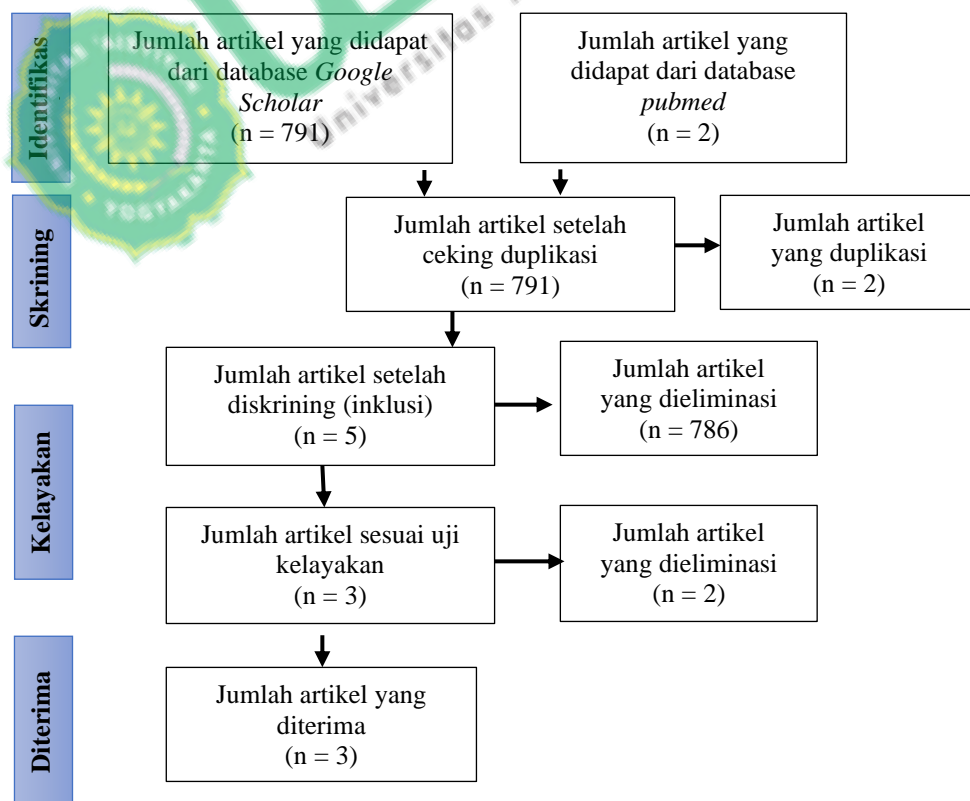 Identifikas
Jumlah artikel yang didapat
dari database Google
Scholar
(n = 791)
Jumlah artikel yang
didapat dari database
pubmed
(n = 2)
Universitas
YOGYAKARTA
Skrining
Jumlah artikel setelah
ceking duplikasi
(n = 791)
Jumlah artikel
yang duplikasi
(n = 2)
Jumlah artikel setelah
diskrining (inklusi)
(n = 5)
Jumlah artikel
yang dieliminasi
(n = 786)
Kelayakan
Jumlah artikel sesuai uji
kelayakan
(n = 3)
Jumlah artikel
yang dieliminasi
(n = 2)
Diterima
Jumlah artikel yang
diterima
(n = 3)